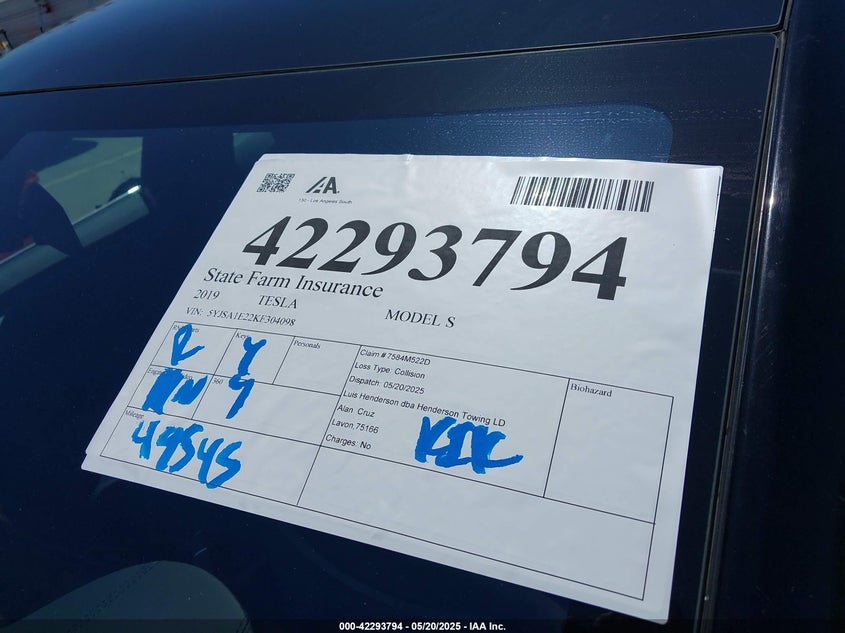 IAA
130 - Los Angeles South
42293794
State Farm Insurance
2019 TESLA MODEL S
VIN: 5YJSA1E22KF304098
Keys
Y
Personals
360
Y
Mileage
49545
Claim # 7584M522D
Loss Type: Collision
Dispatch: 05/20/2025
Luis Henderson dba Henderson Towing LD
Alan Cruz
Lavon,75166
Charges: No
Biohazard
000-42293794 - 05/20/2025 - IAA Inc.